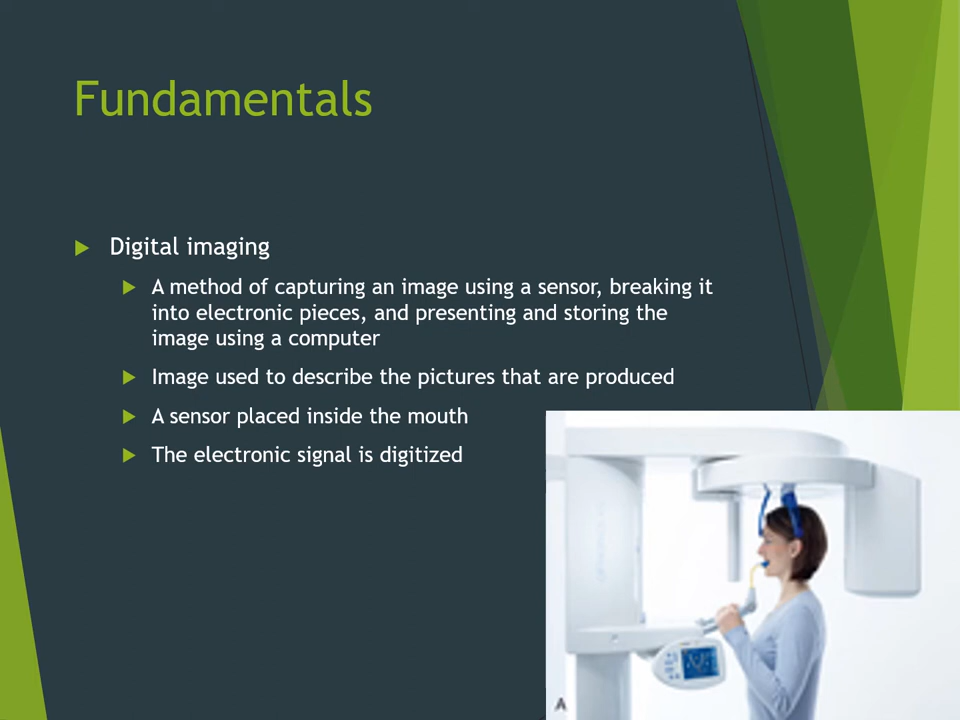 Fundamentals
Digital imaging
A method of capturing an image using a sensor, breaking it
into electronic pieces, and presenting and storing the
image using a computer
Image used to describe the pictures that are produced
A sensor placed inside the mouth
The electronic signal is digitized
A